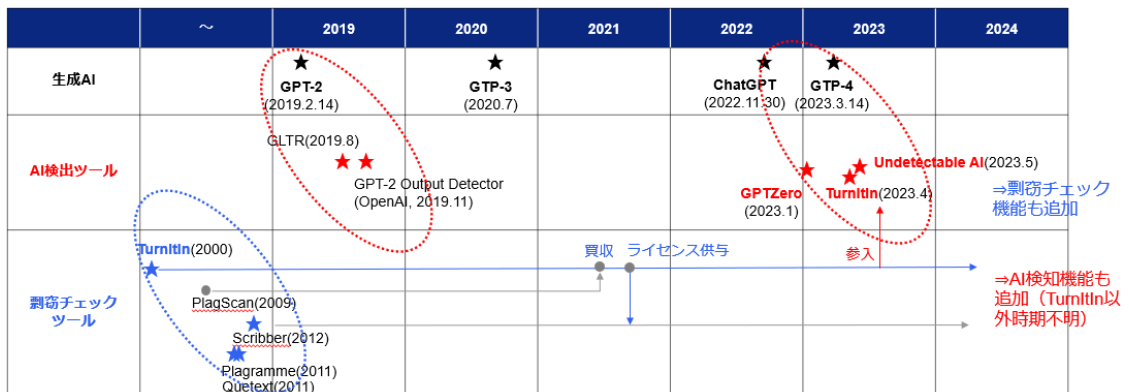 ～ 2019 2020 2021 2022 2023 2024
生成AI
GPT-2
(2019.2.14)
GTP-3
(2020.7)
ChatGPT
(2022.11.30)
GTP-4
(2023.3.14)
AI検出ツール
GLTR(2019.8)
GPT-2 Output Detector
(OpenAI, 2019.11)
Undetectable AI(2023.5)
GPTZero
(2023.1)
TurnItIn(2023.4)
⇒剽窃チェック
機能も追加
剽窃チェック
ツール
TurnItIn(2000)
買収
ライセンス供与
参入
PlagScan(2009)
Scribber(2012)
Plagramme(2011)
Quetext(2011)
⇒AI検知機能も
追加（TurnItIn以
外時期不明）